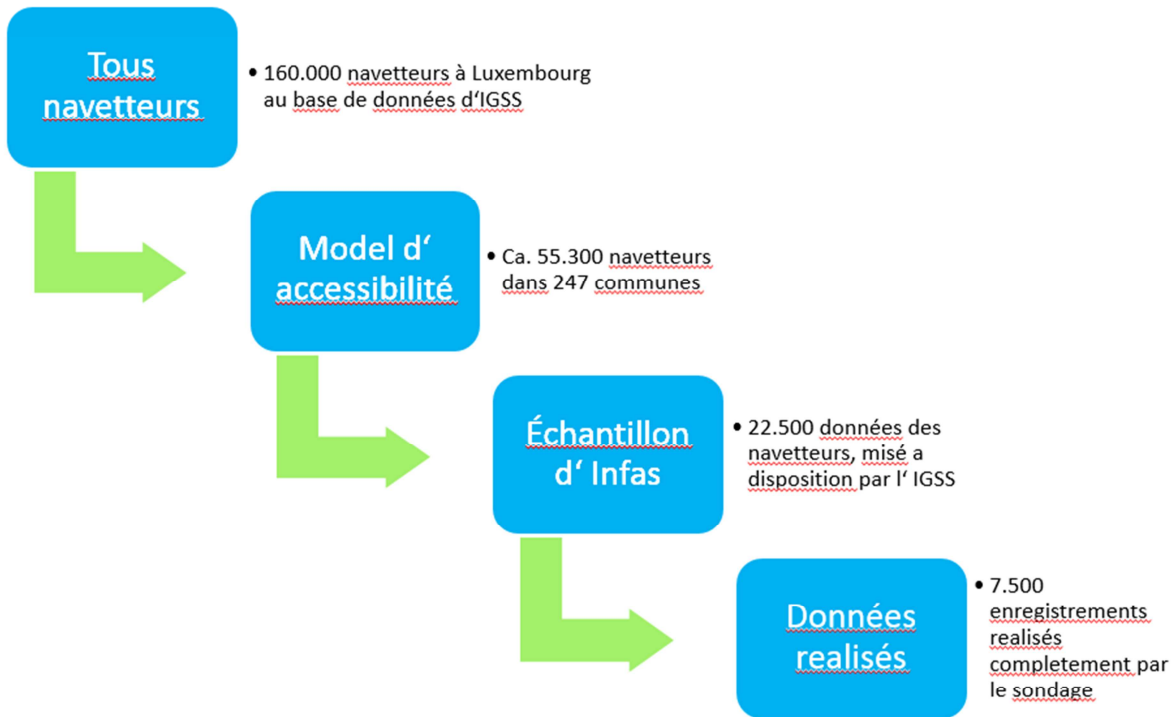 Tous
navetteurs
• 160.000 navetteurs à Luxembourg
au base de données d‘IGSS
Model d‘
accessibilité
• Ca. 55.300 navetteurs
dans 247 communes
Échantillon
d‘ Infas
• 22.500 données des
navetteurs, misé a
disposition par l‘ IGSS
Données
realisés
• 7.500
enregistrements
realisés
completement par
le sondage